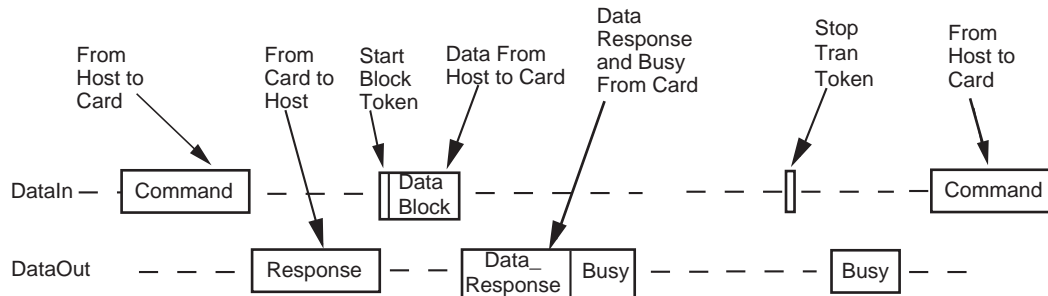 From
Host to
Card
From
Card to
Host
Start
Block
Token
Data From
Host to Card
Data
Response
and Busy
From Card
Stop
Tran
Token
From
Host to
Card
DataIn
Command
Data
Block
Command
DataOut
Response
Data_
Response
Busy
Busy